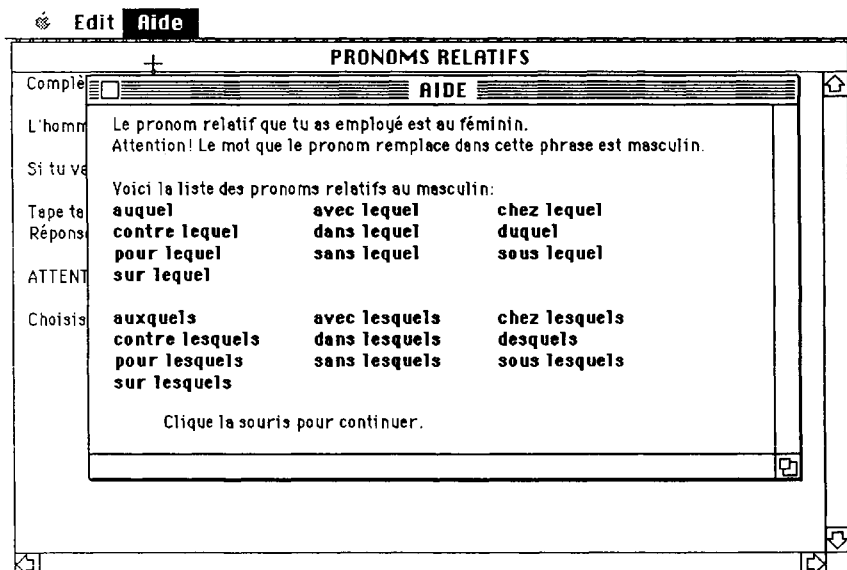 Edit Aide
PRONOMS RELATIFS
AIDE
Complè
L'homm
Si tu ve
Tape ta
Réponse
ATTENT
Choisis
Le pronom relatif que tu as employé est au féminin.
Attention! Le mot que le pronom remplace dans cette phrase est masculin.
Voici la liste des pronoms relatifs au masculin:
auquel avec lequel chez lequel
contre lequel dans lequel duquel
pour lequel sans lequel sous lequel
sur lequel
auxquels avec lesquels chez lesquels
contre lesquels dans lesquels desquels
pour lesquels sans lesquels sous lesquels
sur lesquels
Clique la souris pour continuer.